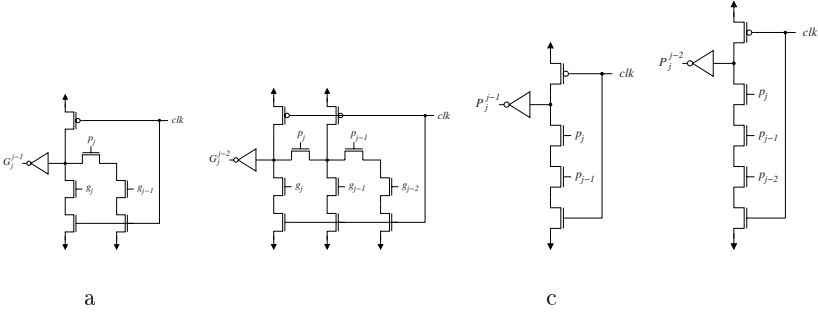 clk
p_j
G_j^{j-1}
g_j
g_{j-1}
clk
p_j
p_{j-1}
G_j^{j-2}
g_j
g_{j-1}
g_{j-2}
clk
P_j^{j-1}
p_j
p_{j-1}
clk
P_j^{j-2}
p_j
p_{j-1}
p_{j-2}
a
c